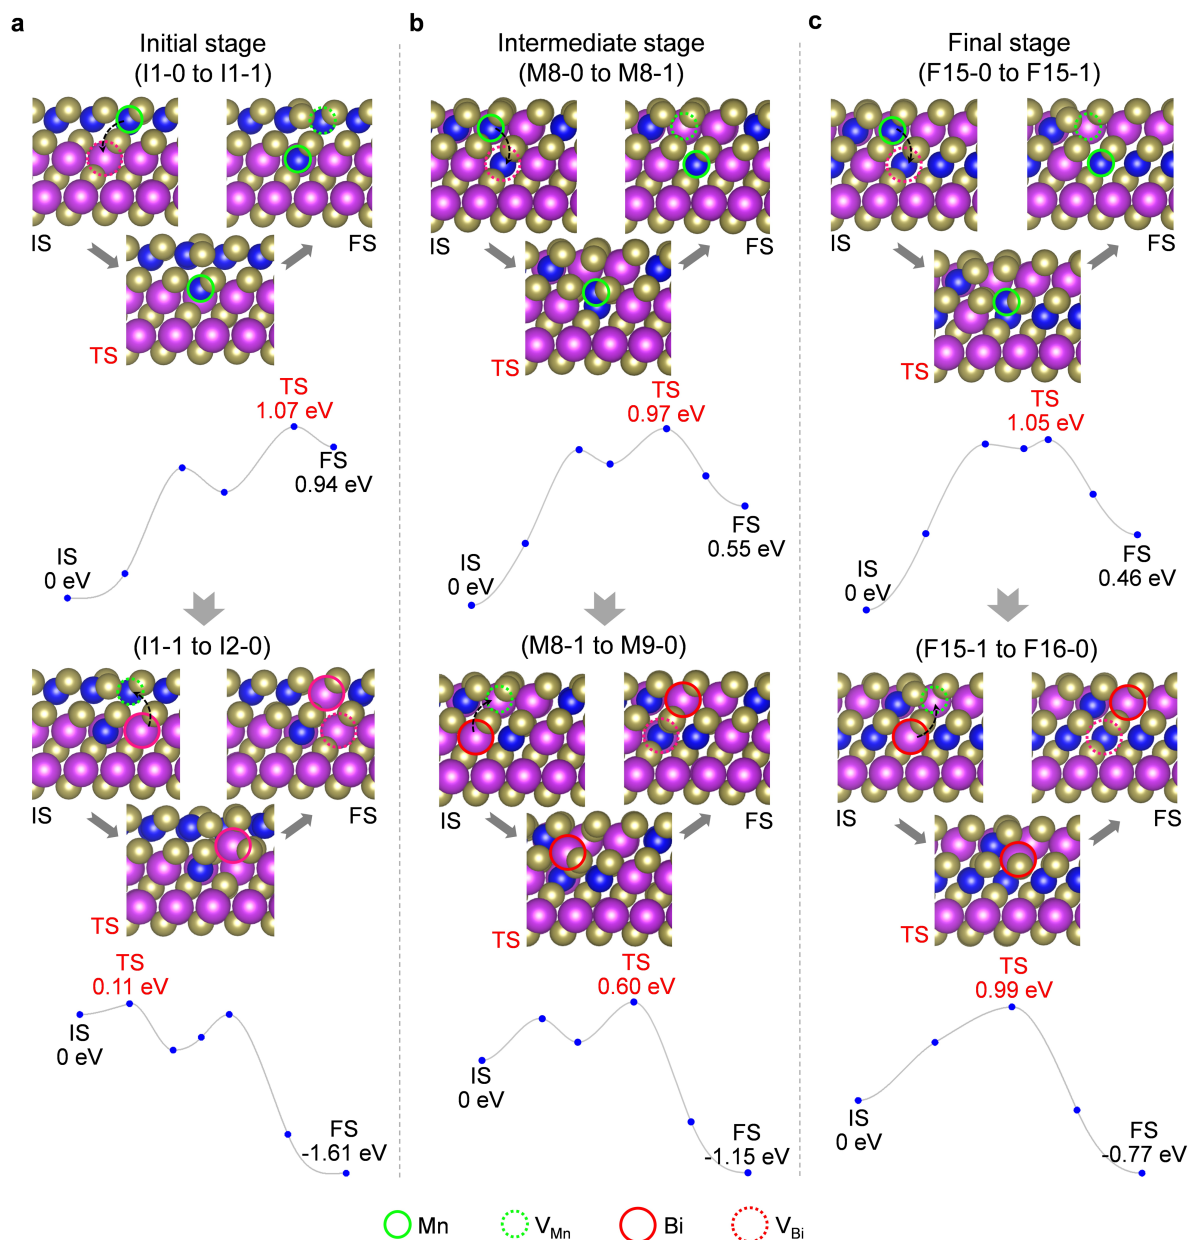 a
Initial stage
(I1-0 to I1-1)
IS
FS
TS
TS
1.07 eV
FS
0.94 eV
IS
0 eV
(I1-1 to I2-0)
IS
FS
TS
TS
0.11 eV
IS
0 eV
FS
-1.61 eV
b
Intermediate stage
(M8-0 to M8-1)
IS
FS
TS
TS
0.97 eV
FS
0.55 eV
IS
0 eV
(M8-1 to M9-0)
IS
FS
TS
TS
0.60 eV
IS
0 eV
FS
-1.15 eV
c
Final stage
(F15-0 to F15-1)
IS
FS
TS
TS
1.05 eV
FS
0.46 eV
IS
0 eV
(F15-1 to F16-0)
IS
FS
TS
TS
0.99 eV
IS
0 eV
FS
-0.77 eV
Mn V_Mn Bi V_Bi